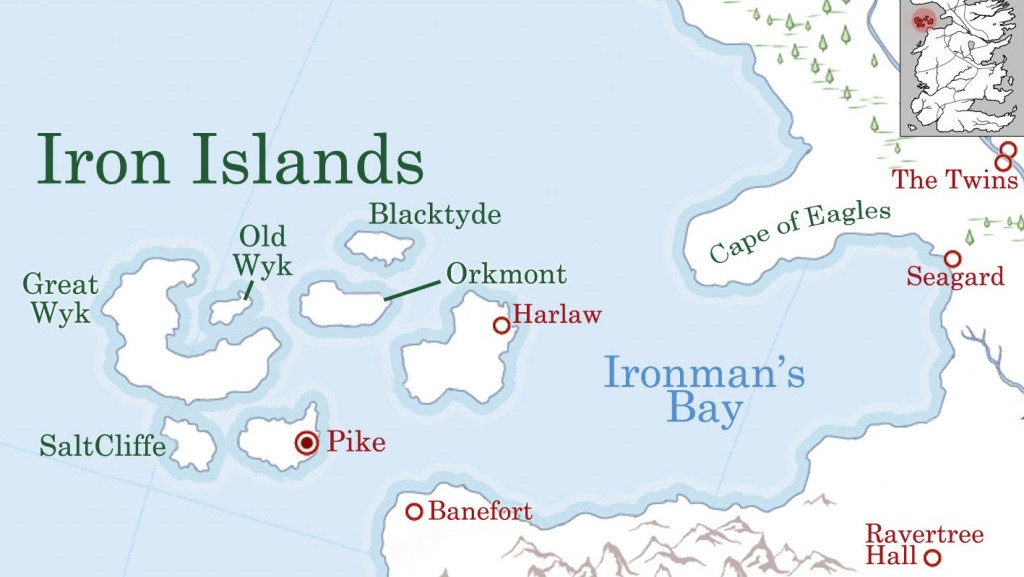 Iron Islands
The Twins
Blacktyde
Cape of Eagles
Old
Wyk
Orkmont
Seagard
Great
Wyk
Harlaw
Ironman's
Bay
SaltCliffe
Pike
Banefort
Ravertree
Hall